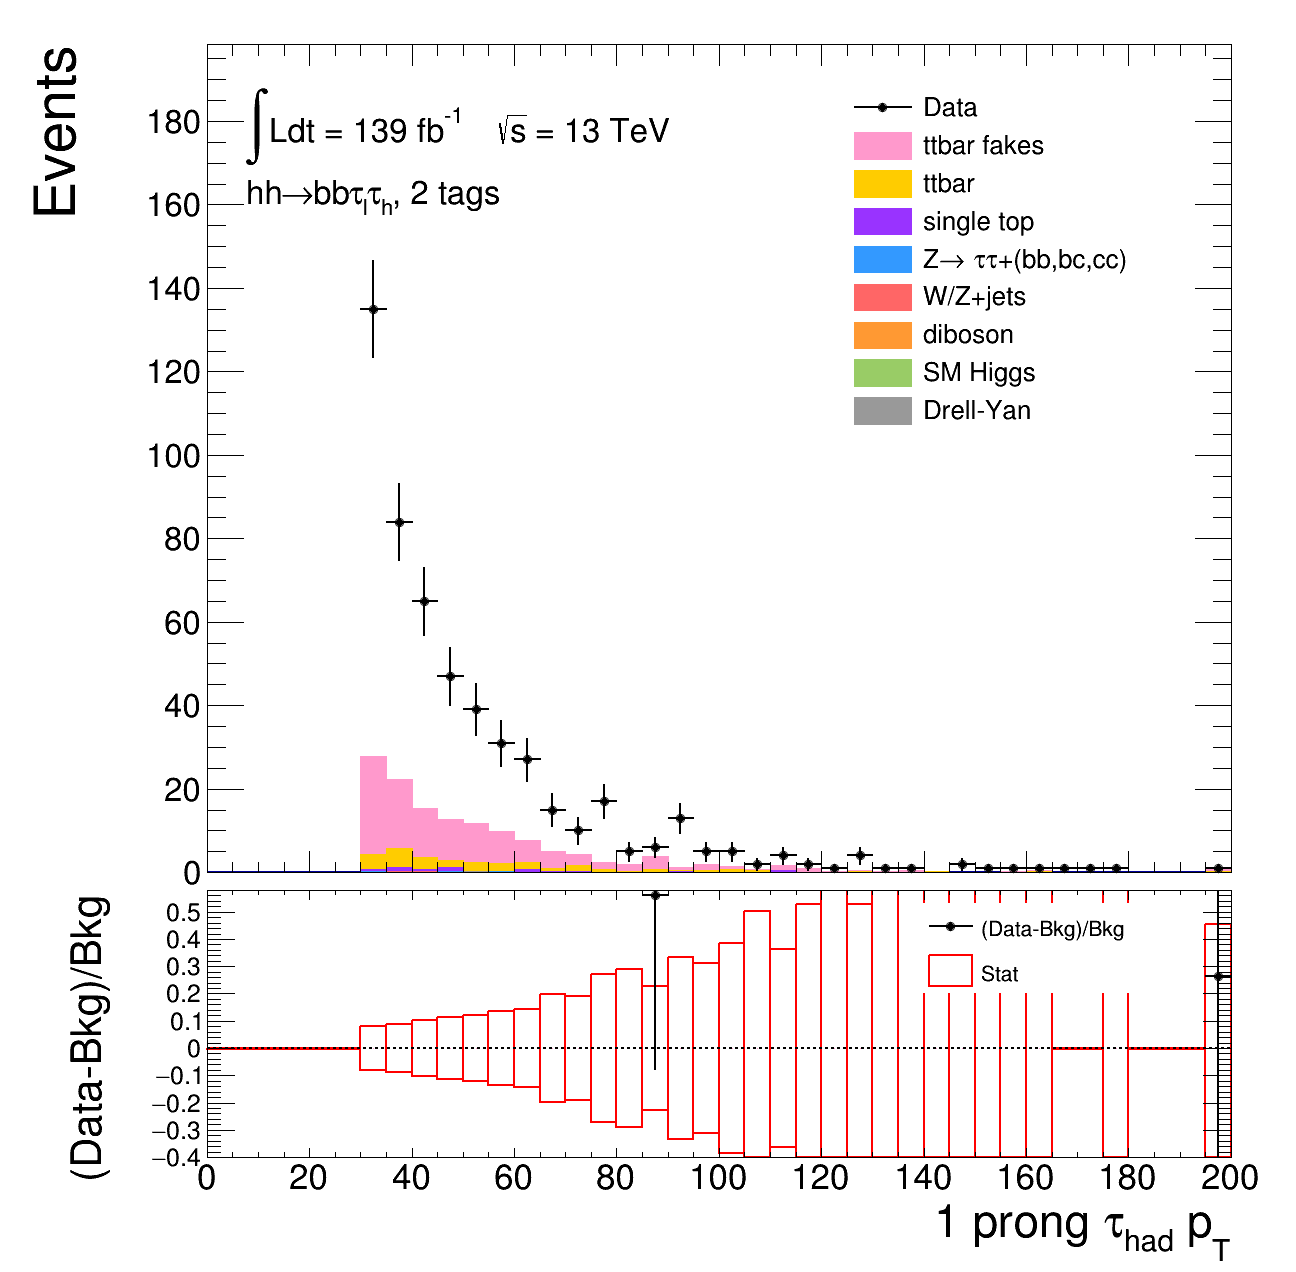 Events
180
160
140
120
100
80
60
40
20
0
∫Ldt = 139 fb-1 √s = 13 TeV
hh→bbτlτh, 2 tags
Data
ttbar fakes
ttbar
single top
Z→ ττ+(bb,bc,cc)
W/Z+jets
diboson
SM Higgs
Drell-Yan
(Data-Bkg)/Bkg
0.5
0.4
0.3
0.2
0.1
0
−0.1
−0.2
−0.3
−0.4
(Data-Bkg)/Bkg
Stat
0 20 40 60 80 100 120 140 160 180 200
1 prong τhad pT